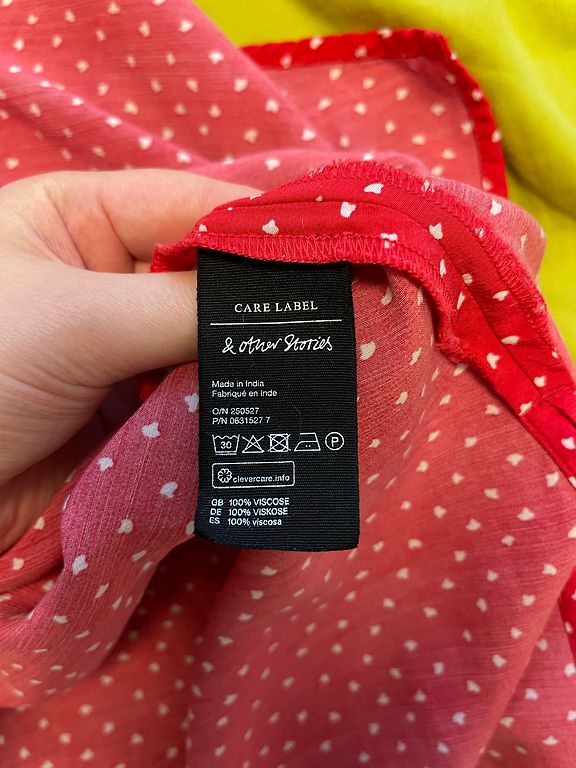 CARE LABEL
& other Stories
Made in India
Fabriqué en Inde
O/N 250527
P/N 0631527 7
30 P
clevercare.info
GB 100% VISCOSE
DE 100% VISKOSE
ES 100% viscosa